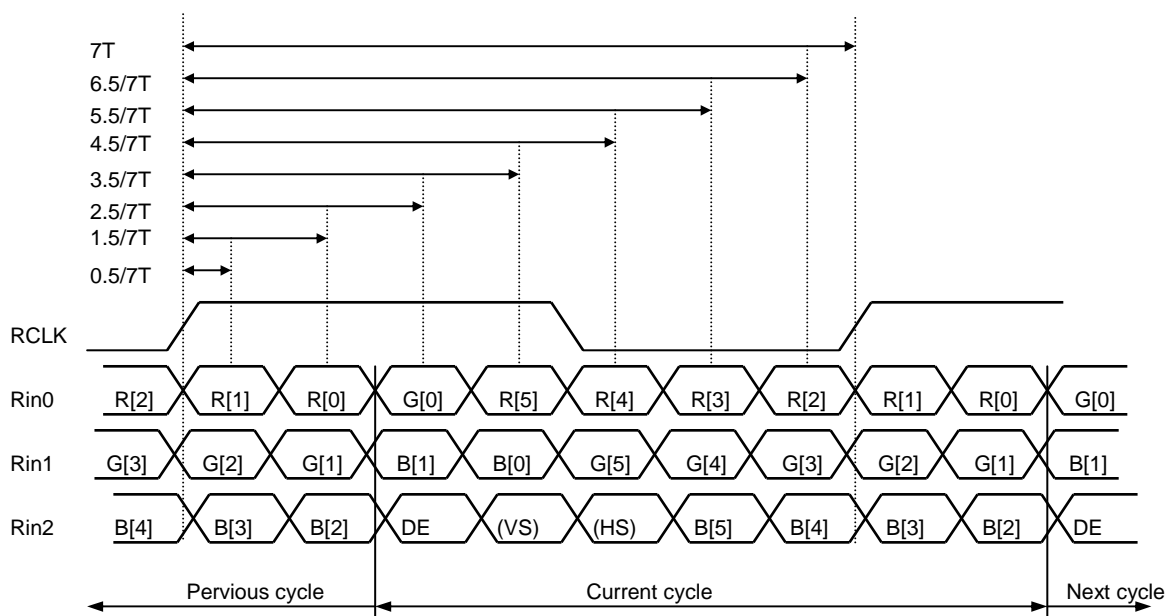 7T
6.5/7T
5.5/7T
4.5/7T
3.5/7T
2.5/7T
1.5/7T
0.5/7T
RCLK
Rin0 R[2] R[1] R[0] G[0] R[5] R[4] R[3] R[2] R[1] R[0] G[0]
Rin1 G[3] G[2] G[1] B[1] B[0] G[5] G[4] G[3] G[2] G[1] B[1]
Rin2 B[4] B[3] B[2] DE (VS) (HS) B[5] B[4] B[3] B[2] DE
Pervious cycle Current cycle Next cycle